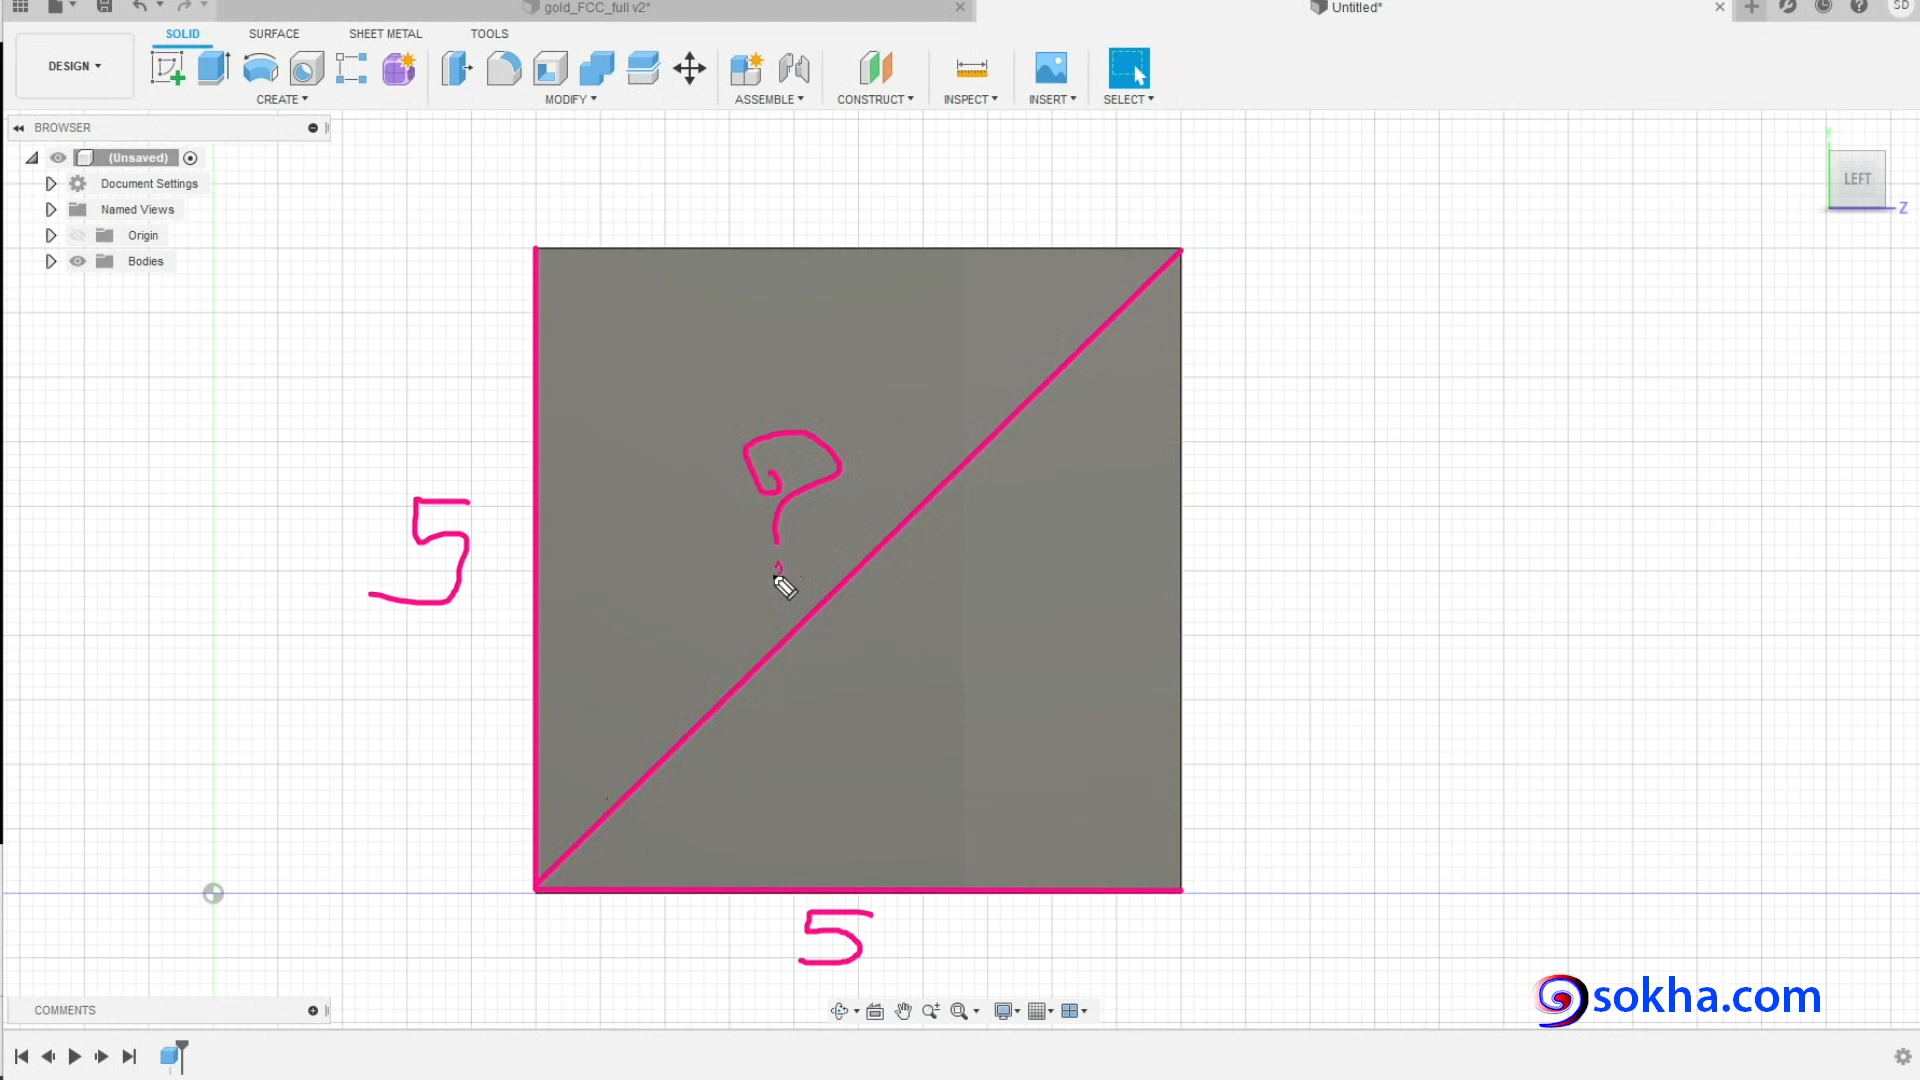 gold_FCC_full v2*
Untitled*
SD
SOLID
SURFACE
SHEET METAL
TOOLS
DESIGN
CREATE
MODIFY
ASSEMBLE
CONSTRUCT
INSPECT
INSERT
SELECT
BROWSER
(Unsaved)
Document Settings
Named Views
Origin
Bodies
Y
LEFT
Z
?
5
5
sokha.com
COMMENTS